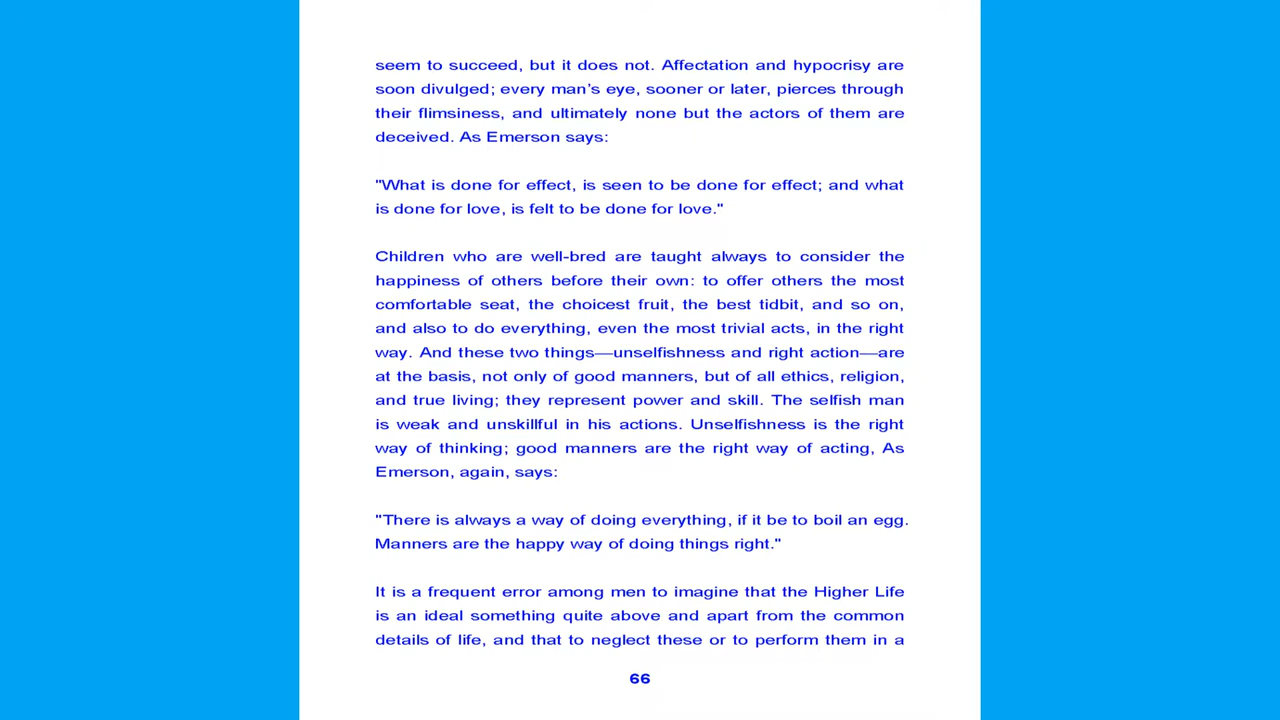 seem to succeed, but it does not. Affectation and hypocrisy are
soon divulged; every man's eye, sooner or later, pierces through
their flimsiness, and ultimately none but the actors of them are
deceived. As Emerson says:
"What is done for effect, is seen to be done for effect; and what
is done for love, is felt to be done for love."
Children who are well-bred are taught always to consider the
happiness of others before their own: to offer others the most
comfortable seat, the choicest fruit, the best tidbit, and so on,
and also to do everything, even the most trivial acts, in the right
way. And these two things—unselfishness and right action—are
at the basis, not only of good manners, but of all ethics, religion,
and true living; they represent power and skill. The selfish man
is weak and unskillful in his actions. Unselfishness is the right
way of thinking; good manners are the right way of acting, As
Emerson, again, says:
"There is always a way of doing everything, if it be to boil an egg.
Manners are the happy way of doing things right."
It is a frequent error among men to imagine that the Higher Life
is an ideal something quite above and apart from the common
details of life, and that to neglect these or to perform them in a
66